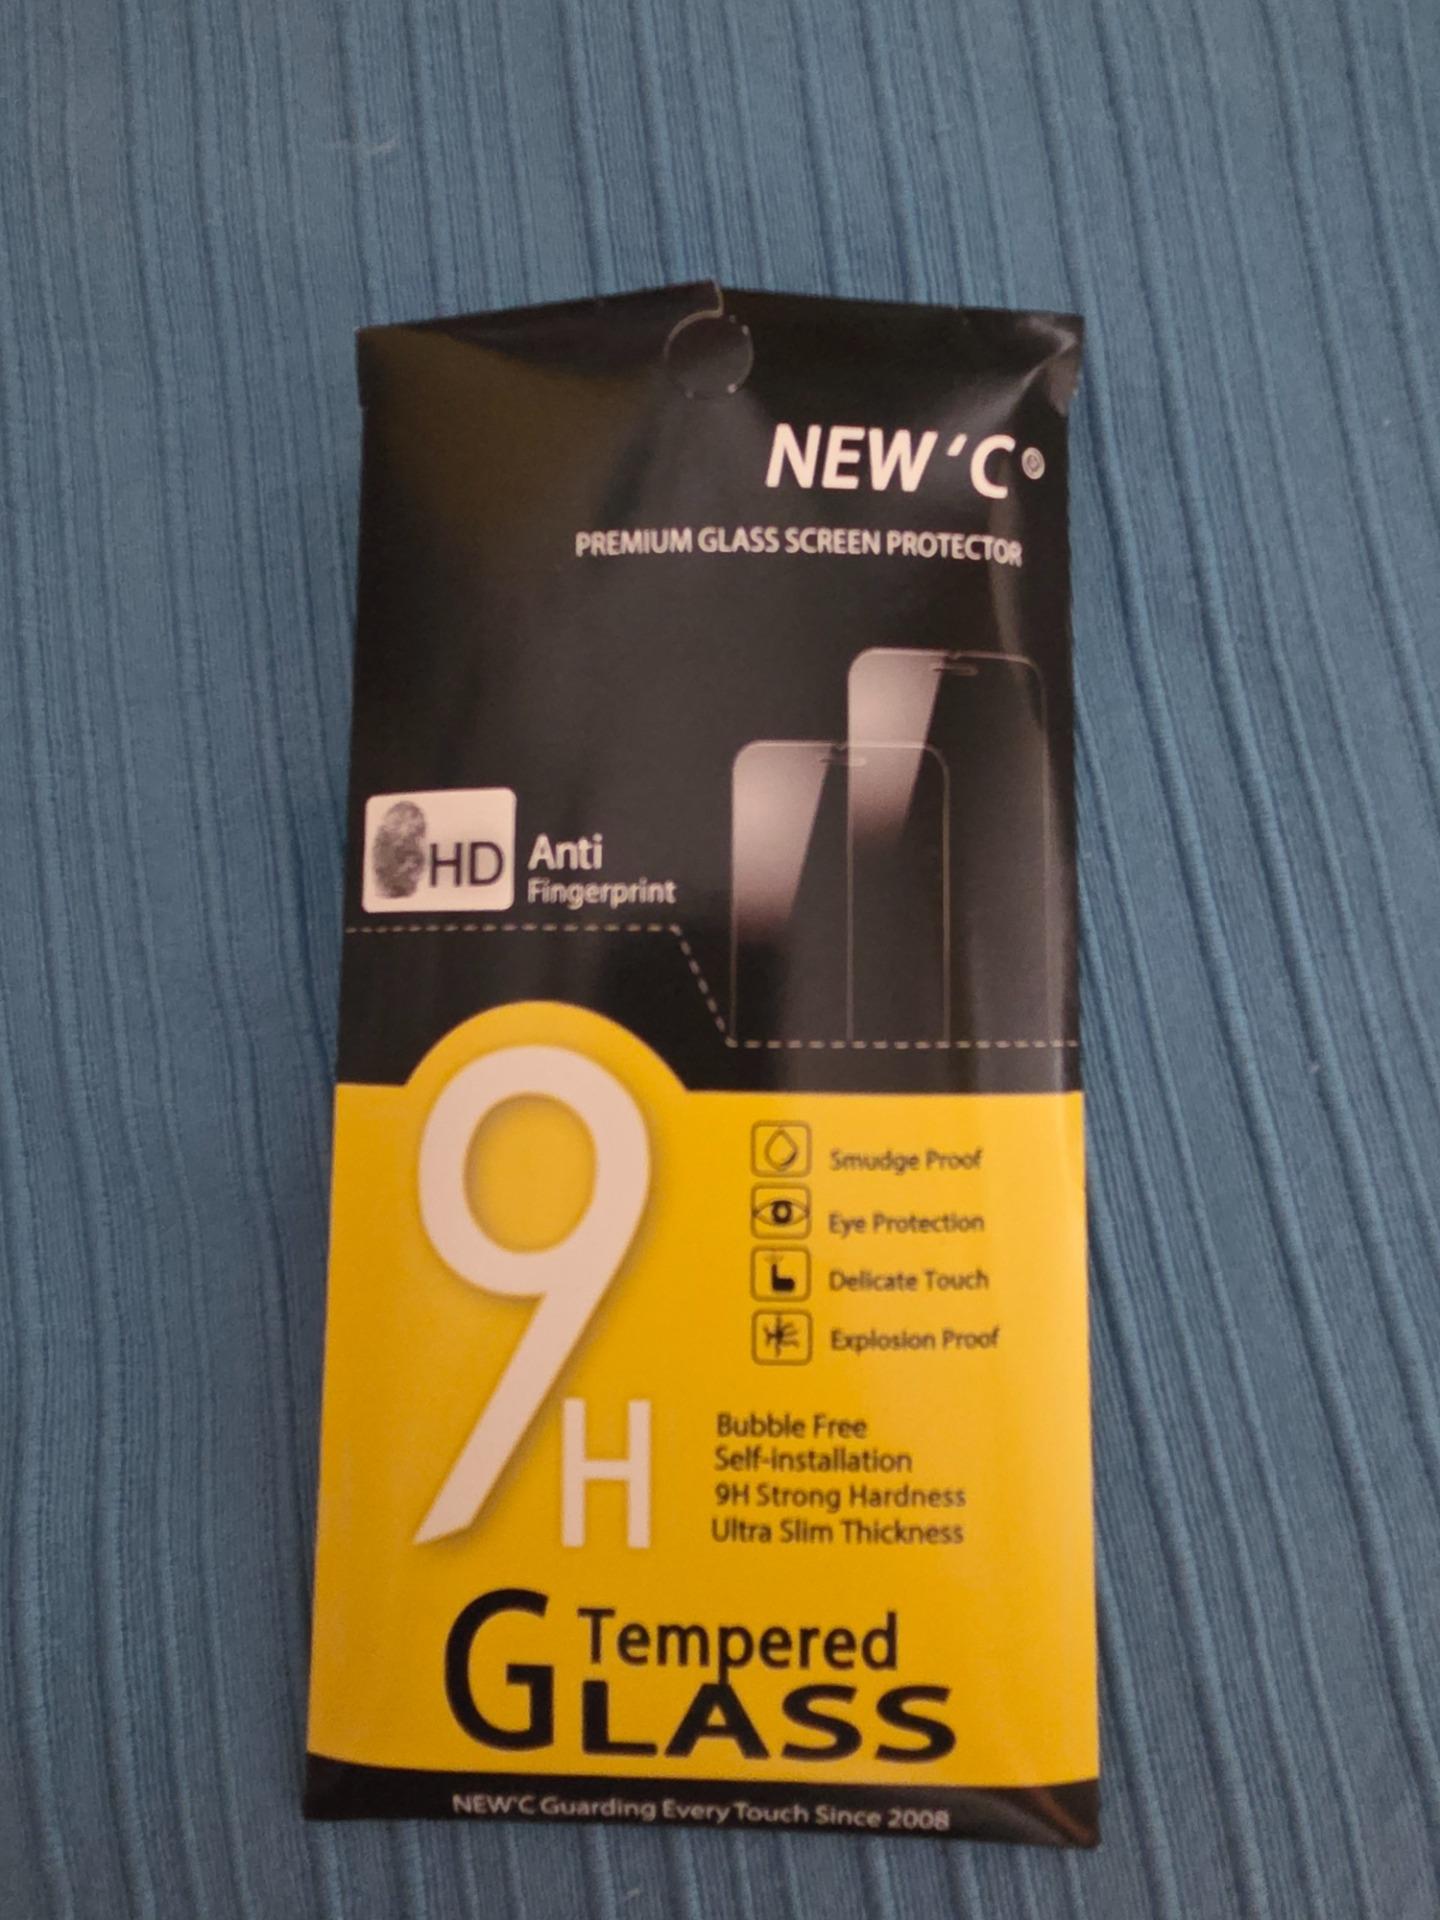 NEW'C®
PREMIUM GLASS SCREEN PROTECTOR
HD
Anti
Fingerprint
9H
Smudge Proof
Eye Protection
Delicate Touch
Explosion Proof
Bubble Free
Self-installation
9H Strong Hardness
Ultra Slim Thickness
Tempered
GLASS
NEW'C Guarding Every Touch Since 2008